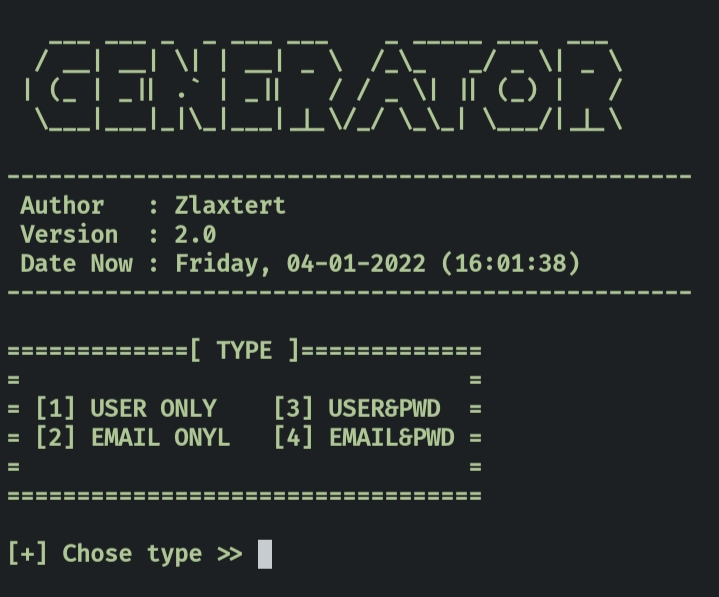 GENERATOR
-------------------------------------------------
Author : Zlaxtert
Version : 2.0
Date Now : Friday, 04-01-2022 (16:01:38)
-------------------------------------------------
=============[ TYPE ]=============
= =
= [1] USER ONLY [3] USER&PWD =
= [2] EMAIL ONYL [4] EMAIL&PWD =
= =
==================================
[+] Chose type >>